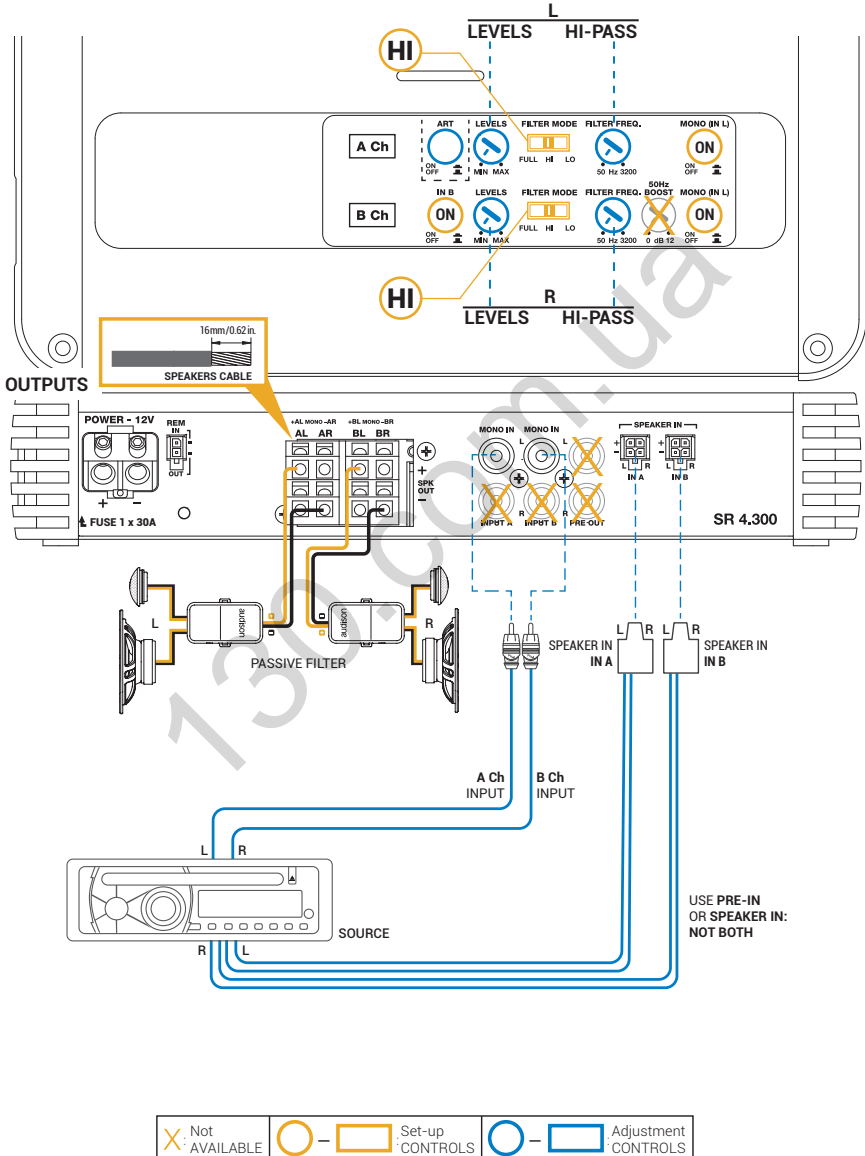 L
LEVELS HI-PASS
HI
ART LEVELS FILTER MODE FILTER FREQ. MONO (IN L)
A Ch
ON
ON OFF MIN MAX FULL HI LO 50 Hz 3200 ON OFF
IN B LEVELS FILTER MODE FILTER FREQ. 50Hz BOOST MONO (IN L)
B Ch
ON ON
ON OFF MIN MAX FULL HI LO 50 Hz 3200 0 dB 12 ON OFF
HI
R
LEVELS HI-PASS
16mm/0.62in.
SPEAKERS CABLE
OUTPUTS
POWER - 12V
REM
IN
OUT
+ −
FUSE 1 x 30A
+AL MONO -AR +BL MONO -BR
AL AR BL BR
+
SPK
OUT
−
MONO IN MONO IN
L L
R R
INPUT A INPUT B PRE-OUT
SPEAKER IN
+ − + −
L R L R
IN A IN B
SR 4.300
L audison audison R
PASSIVE FILTER
L R L R
SPEAKER IN
IN A
SPEAKER IN
IN B
A Ch
INPUT
B Ch
INPUT
L R
SOURCE
R L
USE PRE-IN
OR SPEAKER IN:
NOT BOTH
130.com.ua
X : Not AVAILABLE
– : Set-up CONTROLS
– : Adjustment CONTROLS